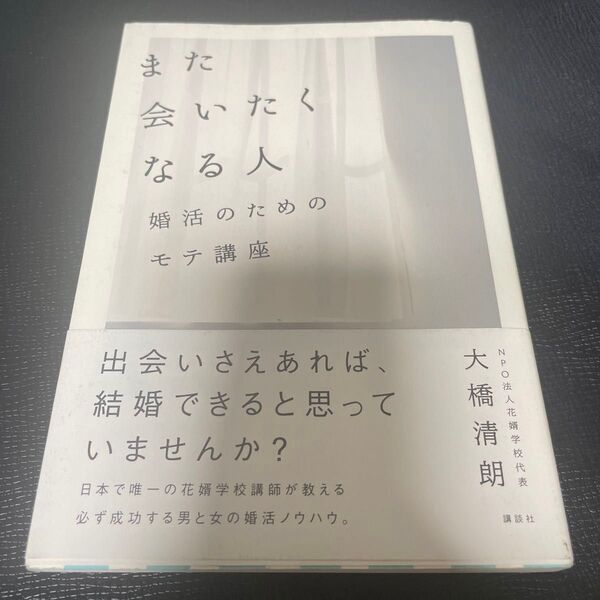 また
会いたく
なる人
婚活のための
モテ講座
出会いさえあれば、
結婚できると思って
いませんか？
日本で唯一の花婿学校講師が教える
必ず成功する男と女の婚活ノウハウ。
NPO法人花婿学校代表
大橋清朗
講談社